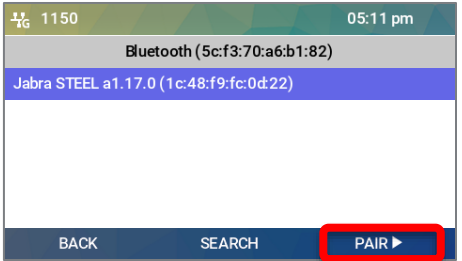 1G 1150 05:11 pm
Bluetooth (5c:f3:70:a6:b1:82)
Jabra STEEL a1.17.0 (1c:48:f9:fc:0d:22)
BACK SEARCH PAIR ▶